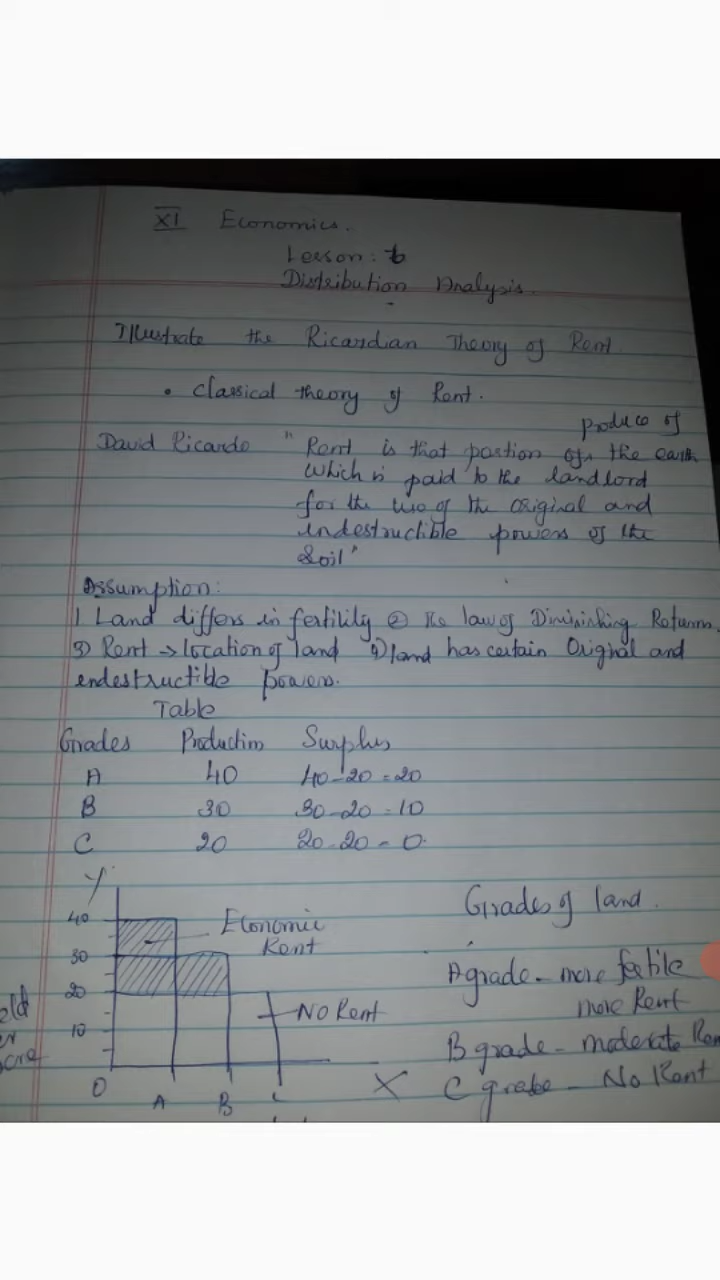 XI Economics.
Lesson: 6
Distribution Analysis.
Illustrate the Ricardian Theory of Rent.
• Classical theory of Rent.
produce of
David Ricardo "Rent is that portion of the earth
which is paid to the landlord
for the use of the original and
indestructible powers of the
Soil"
Assumption:
1 Land differs in fertility 2 The law of Diminishing Returns.
3) Rent → location of land 4) land has certain Original and
endestructible powers.
Table
Grades Production Surplus
A 40 40-20=20
B 30 30-20=10
C 20 20-20=0.
Y
40
30
20
10
O
A B
X
Economic
Rent
NO Rent
Grades of land.
A grade - more fertile
more Rent
B grade - moderate
C grade - No Rent